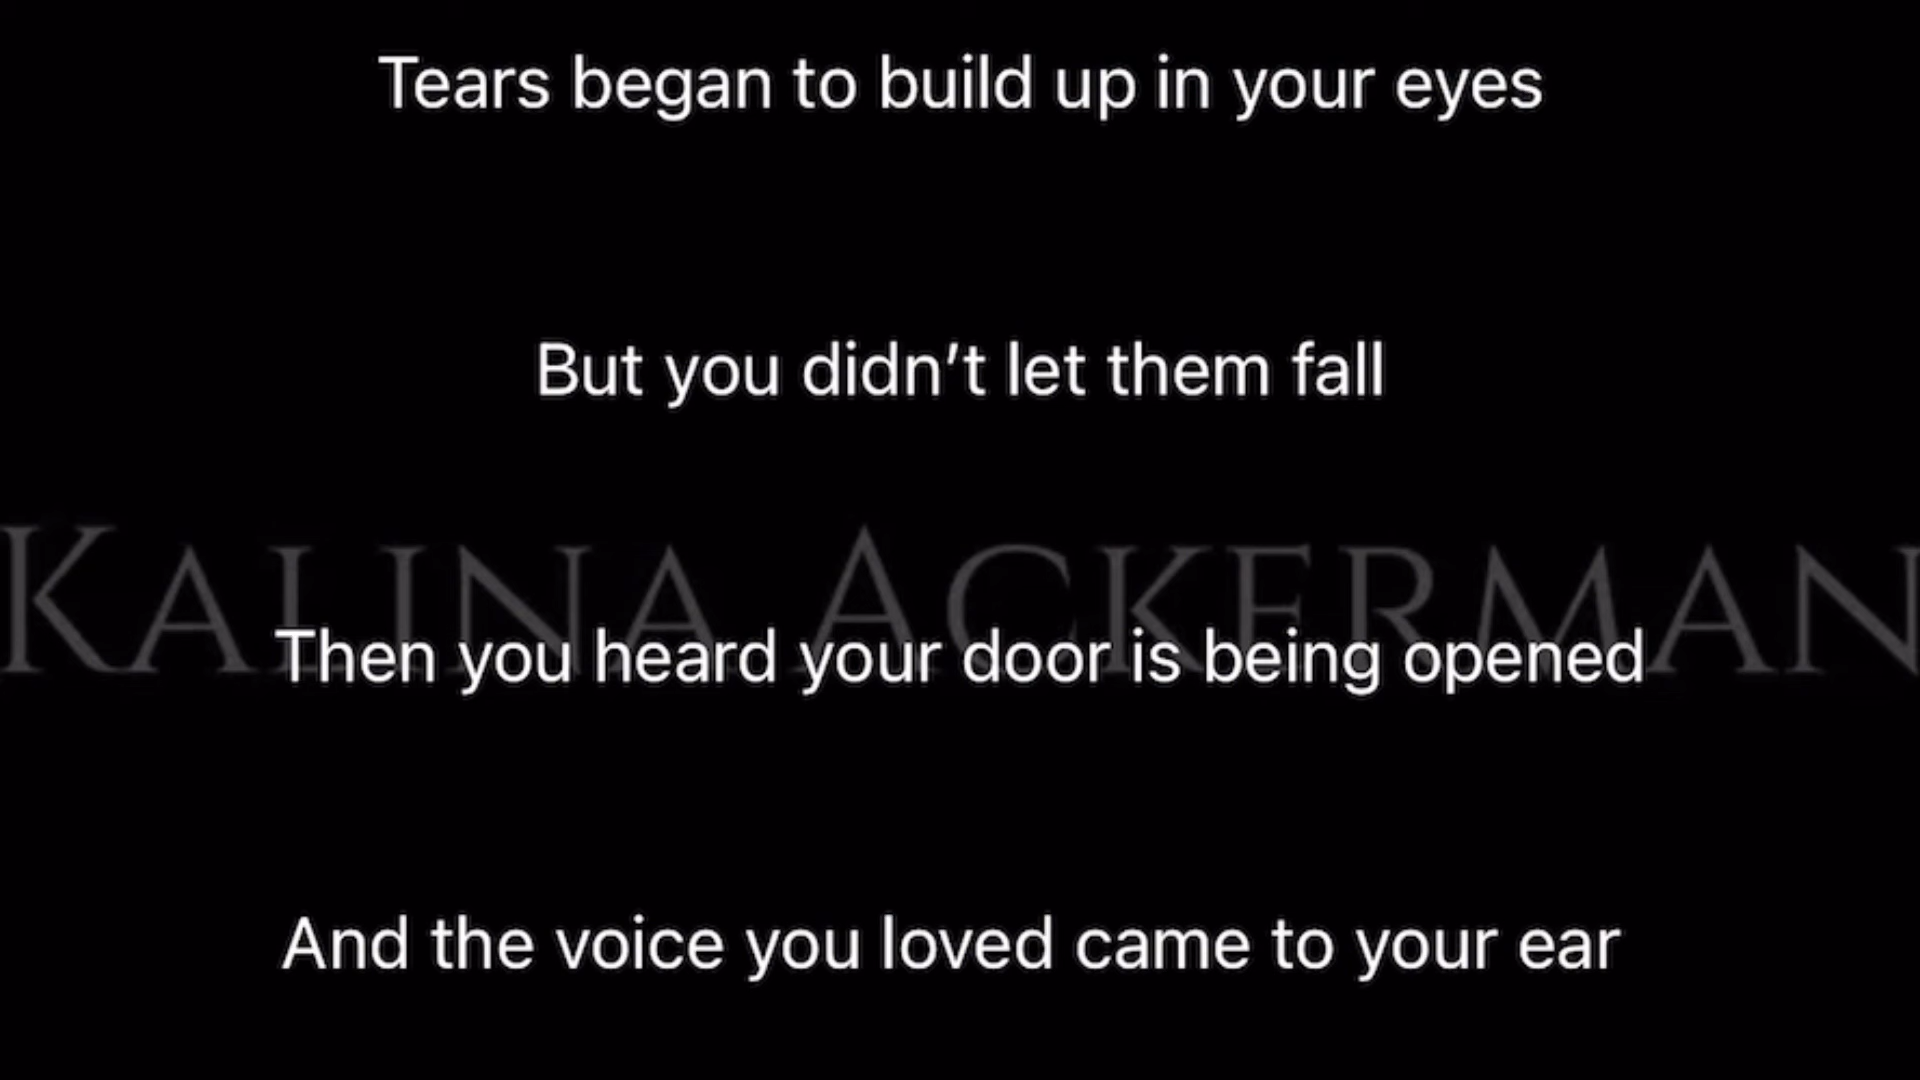 Tears began to build up in your eyes
But you didn’t let them fall
KALINA ACKERMAN
Then you heard your door is being opened
And the voice you loved came to your ear